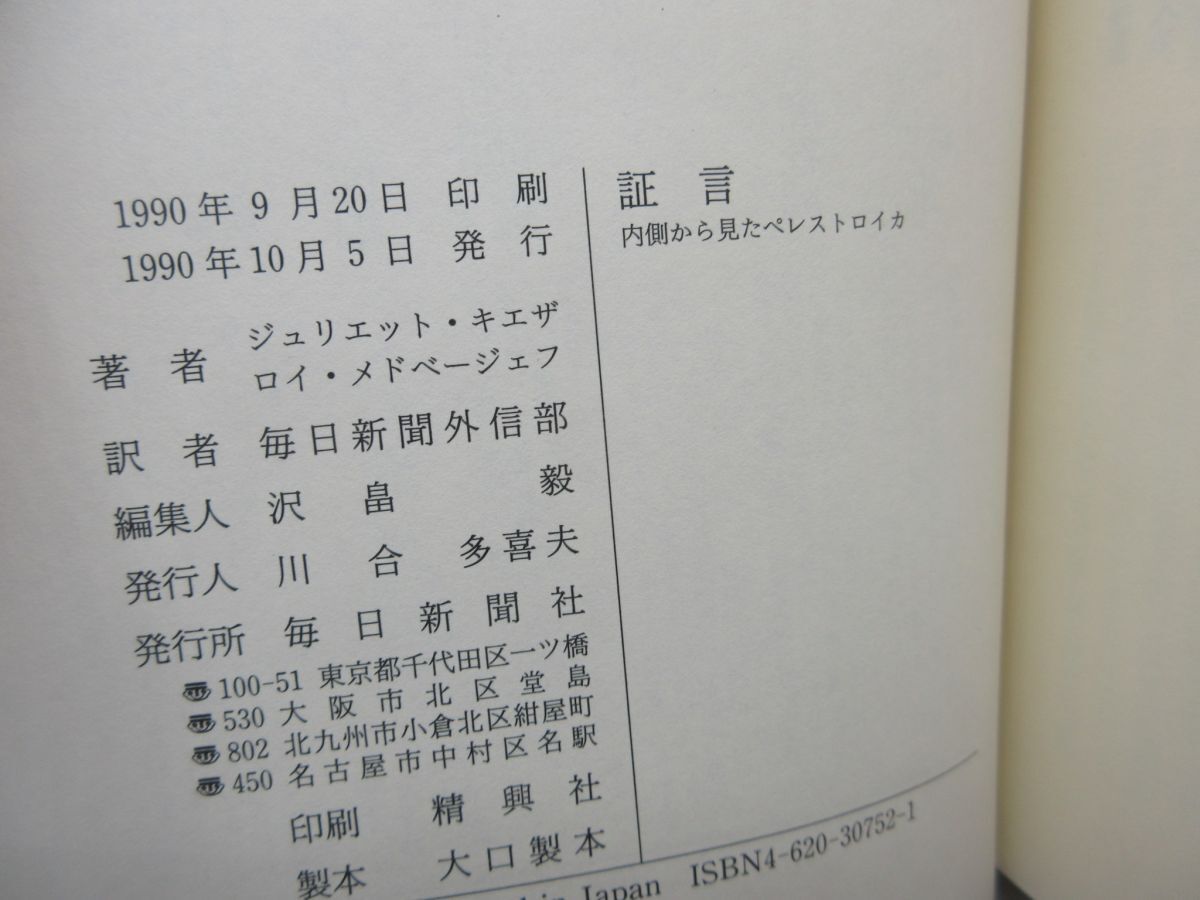 証言
内側から見たペレストロイカ
1990年9月20日 印刷
1990年10月5日 発行
著者 ジュリエット・キエザ
ロイ・メドベージェフ
訳者 毎日新聞外信部
編集人 沢畠 毅
発行人 川合 多喜夫
発行所 毎日新聞社
〠100-51 東京都千代田区一ツ橋
〠530 大阪市北区堂島
〠802 北九州市小倉北区紺屋町
〠450 名古屋市中村区名駅
印刷 精興社
製本 大口製本
in Japan ISBN4-620-30752-1